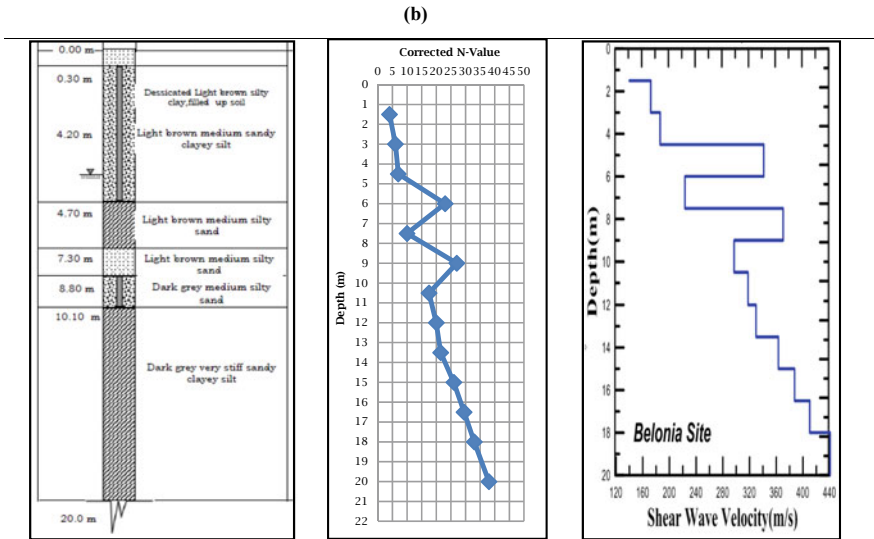 (b)
0.00 m
0.30 m
Dessicated Light brown silty
clay,filled up soil
4.20 m
Light brown medium sandy
clayey silt
4.70 m
Light brown medium silty
sand
7.30 m
Light brown medium silty
sand
8.80 m
Dark grey medium silty
sand
10.10 m
Dark grey very stiff sandy
clayey silt
20.0 m
Corrected N-Value
0 5 10 15 20 25 30 35 40 45 50
0
1
2
3
4
5
6
7
8
9
10
11
12
13
14
15
16
17
18
19
20
21
22
Depth (m)
0
2
4
6
8
10
12
14
16
18
20
Depth(m)
Belonia Site
120 160 200 240 280 320 360 400 440
Shear Wave Velocity(m/s)